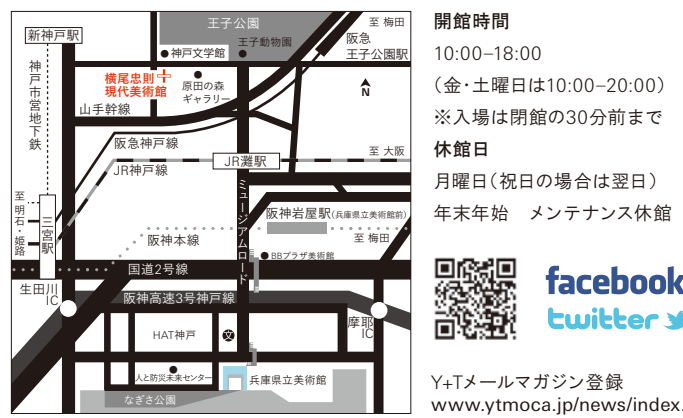 王子公園
至 梅田
新神戸駅
神戸文学館
王子動物園
阪急
王子公園駅
横尾忠則
現代美術館
原田の森
ギャラリー
N
神戸市営地下鉄
山手幹線
阪急神戸線
JR灘駅
至 大阪
JR神戸線
ミュージアムロード
至 明石・姫路
三宮駅
阪神岩屋駅(兵庫県立美術館前)
阪神本線
至 梅田
BBプラザ美術館
国道2号線
生田川
IC
阪神高速3号神戸線
摩耶
IC
HAT神戸
文
人と防災未来センター
兵庫県立美術館
なぎさ公園
開館時間
10:00–18:00
(金・土曜日は10:00–20:00)
※入場は閉館の30分前まで
休館日
月曜日(祝日の場合は翌日)
年末年始　メンテナンス休館
facebook
twitter
Y+Tメールマガジン登録
www.ytmoca.jp/news/index.